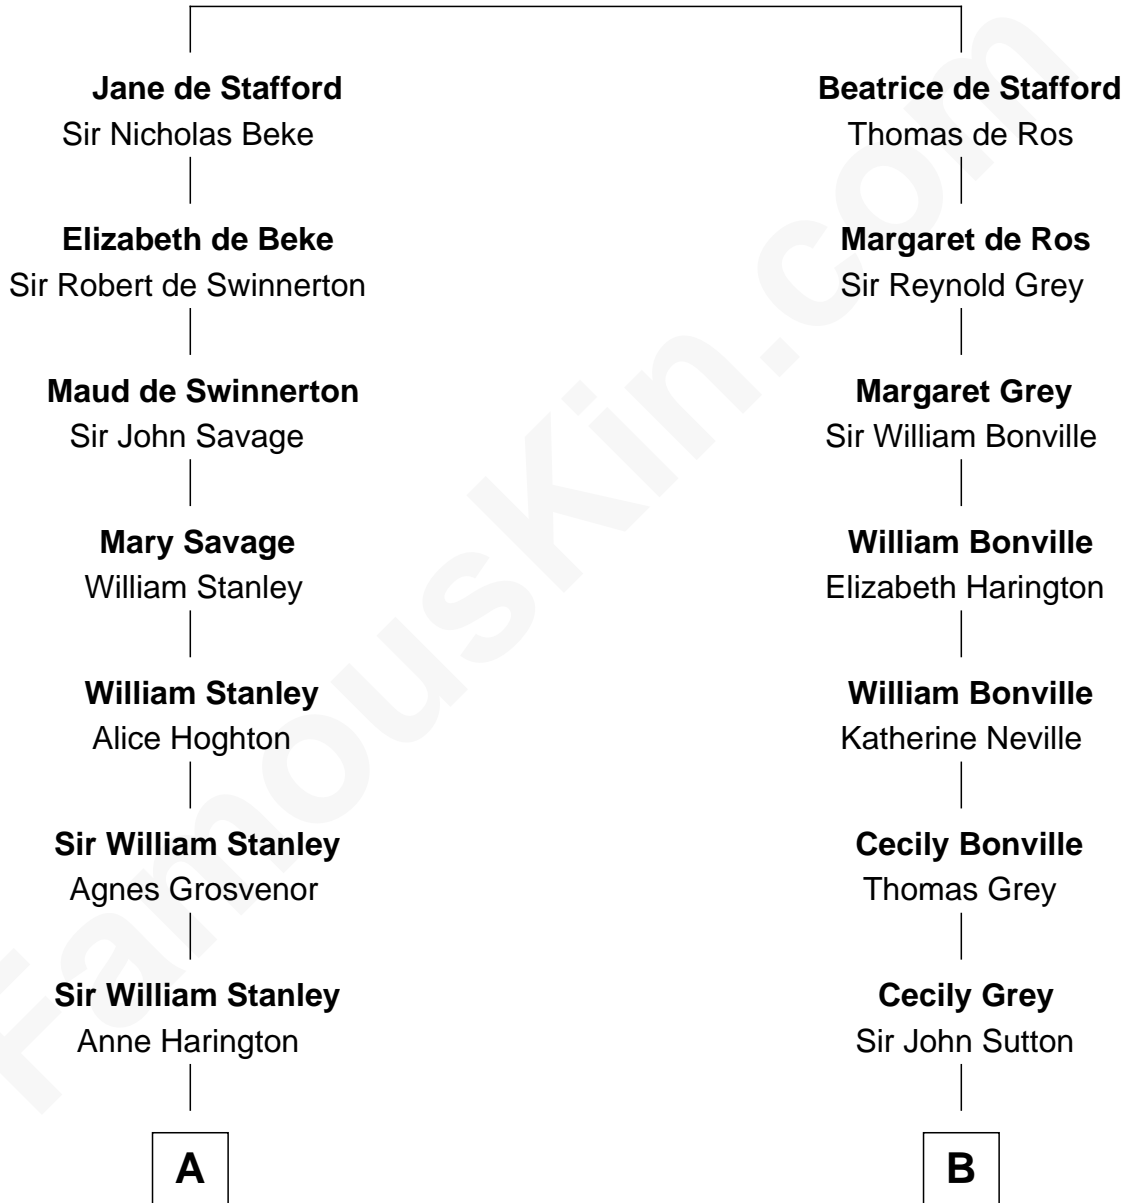 Jane de Stafford
Sir Nicholas Beke
Elizabeth de Beke
Sir Robert de Swinnerton
Maud de Swinnerton
Sir John Savage
Mary Savage
William Stanley
William Stanley
Alice Hoghton
Sir William Stanley
Agnes Grosvenor
Sir William Stanley
Anne Harington
A
Beatrice de Stafford
Thomas de Ros
Margaret de Ros
Sir Reynold Grey
Margaret Grey
Sir William Bonville
William Bonville
Elizabeth Harington
William Bonville
Katherine Neville
Cecily Bonville
Thomas Grey
Cecily Grey
Sir John Sutton
B
FamousKin.com